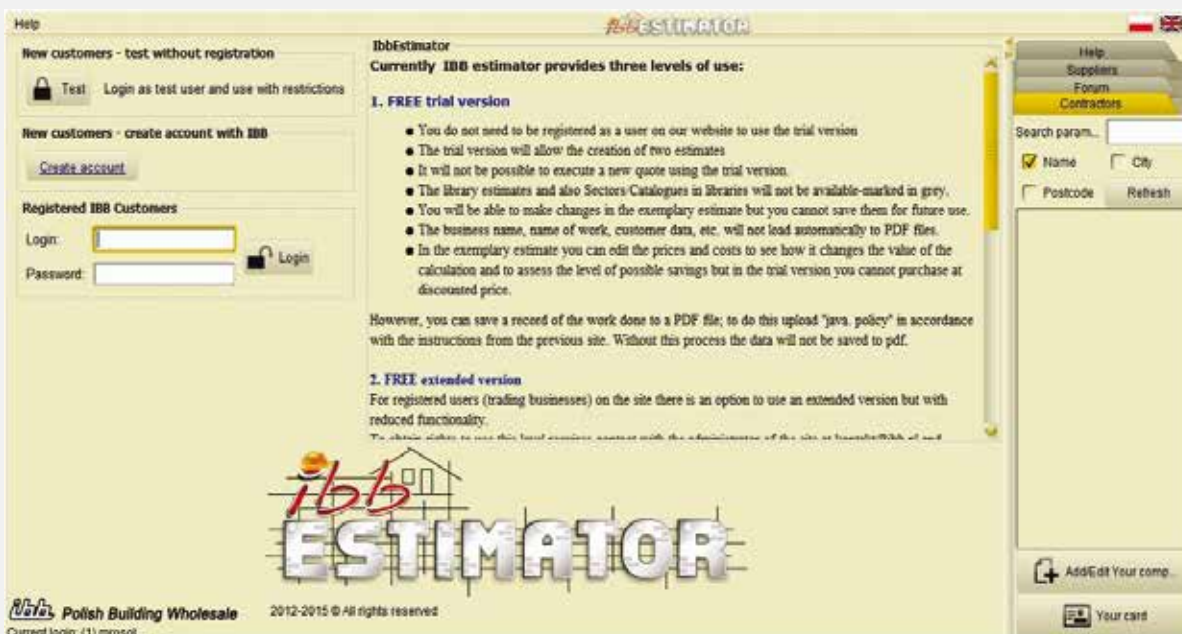 Help
ibb ESTIMATOR
New customers - test without registration
Test
Login as test user and use with restrictions
New customers - create account with IBB
Create account
Registered IBB Customers
Login:
Password:
Login
IbbEstimator
Currently IBB estimator provides three levels of use:
1. FREE trial version
● You do not need to be registered as a user on our website to use the trial version
● The trial version will allow the creation of two estimates
● It will not be possible to execute a new quote using the trial version.
● The library estimates and also Sectors/Catalogues in libraries will not be available-marked in grey.
● You will be able to make changes in the exemplary estimate but you cannot save them for future use.
● The business name, name of work, customer data, etc. will not load automatically to PDF files.
● In the exemplary estimate you can edit the prices and costs to see how it changes the value of the
calculation and to assess the level of possible savings but in the trial version you cannot purchase at
discounted price.
However, you can save a record of the work done to a PDF file; to do this upload "java. policy" in accordance
with the instructions from the previous site. Without this process the data will not be saved to pdf.
2. FREE extended version
For registered users (trading businesses) on the site there is an option to use an extended version but with
reduced functionality.
Help
Suppliers
Forum
Contractors
Search param...
Name
City
Postcode
Refresh
Add/Edit Your comp...
Your card
ibb
ESTIMATOR
ibb Polish Building Wholesale
2012-2015 © All rights reserved
Current login: (1) mrosol